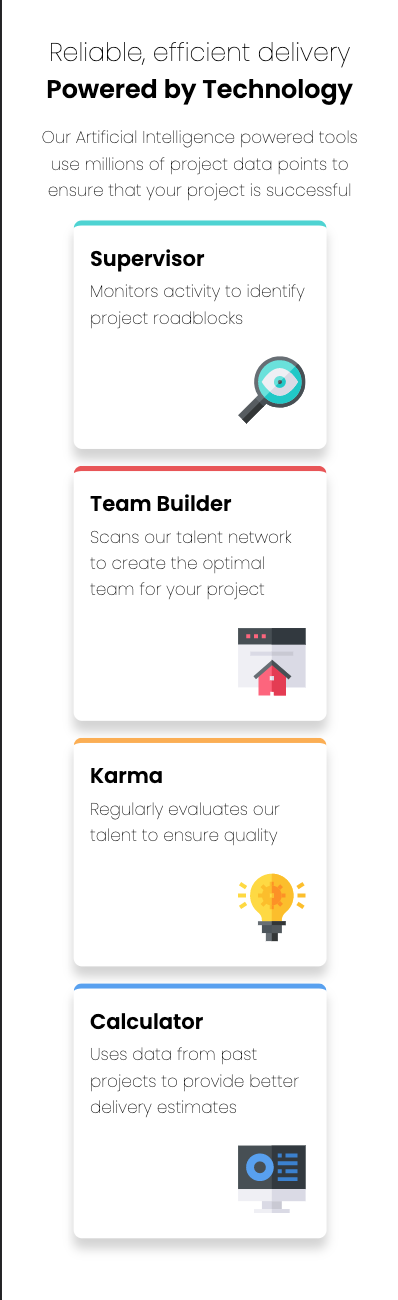 Reliable, efficient delivery
Powered by Technology
Our Artificial Intelligence powered tools
use millions of project data points to
ensure that your project is successful
Supervisor
Monitors activity to identify
project roadblocks
Team Builder
Scans our talent network
to create the optimal
team for your project
Karma
Regularly evaluates our
talent to ensure quality
Calculator
Uses data from past
projects to provide better
delivery estimates